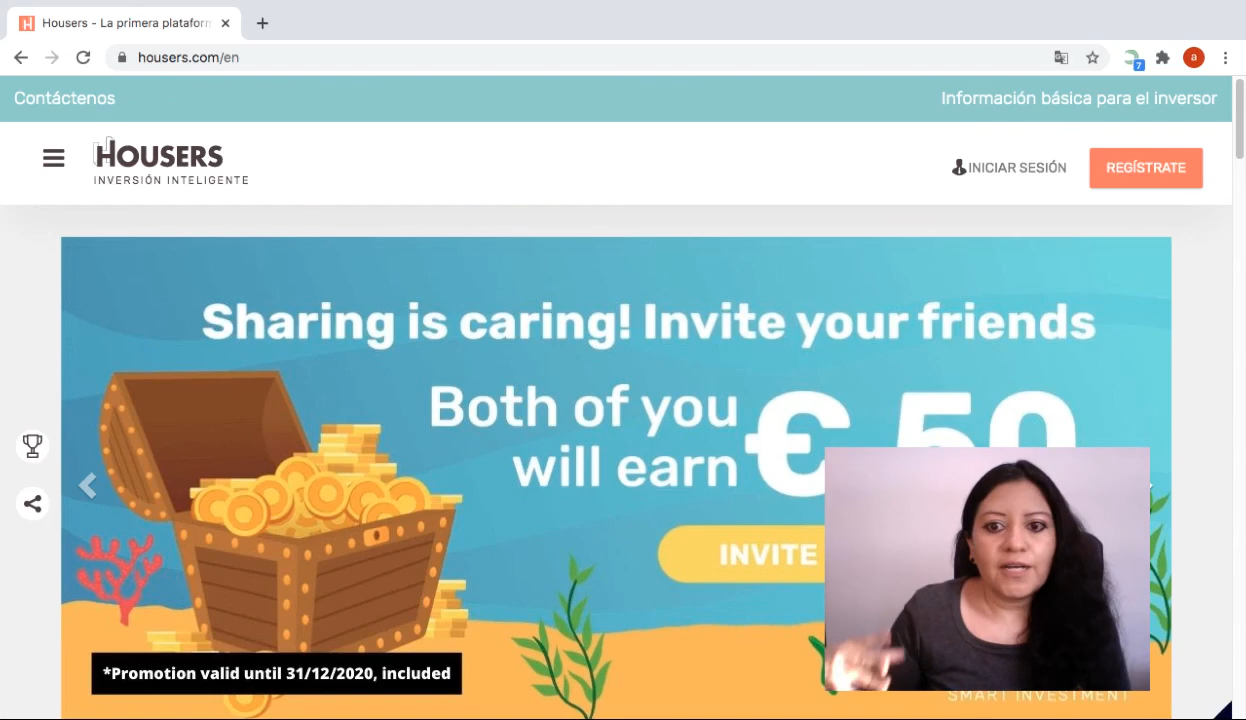 Housers - La primera plataform
housers.com/en
a
7
Contáctenos
Información básica para el inversor
HOUSERS
INVERSIÓN INTELIGENTE
INICIAR SESIÓN
REGÍSTRATE
Sharing is caring! Invite your friends
Both of you
will earn
€ 50
INVITE
*Promotion valid until 31/12/2020, included
SMART INVESTMENT